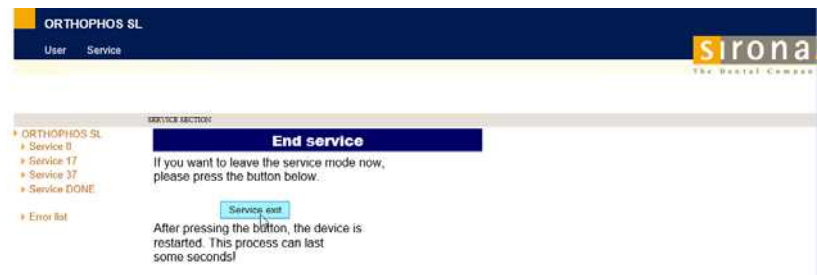 ORTHOPHOS SL
User Service
sirona
The Dental Compan
SERVICE SECTION
ORTHOPHOS SL
Service 8
Service 17
Service 37
Service DONE
Error list
End service
If you want to leave the service mode now,
please press the button below.
Service exit
After pressing the button, the device is
restarted. This process can last
some seconds!